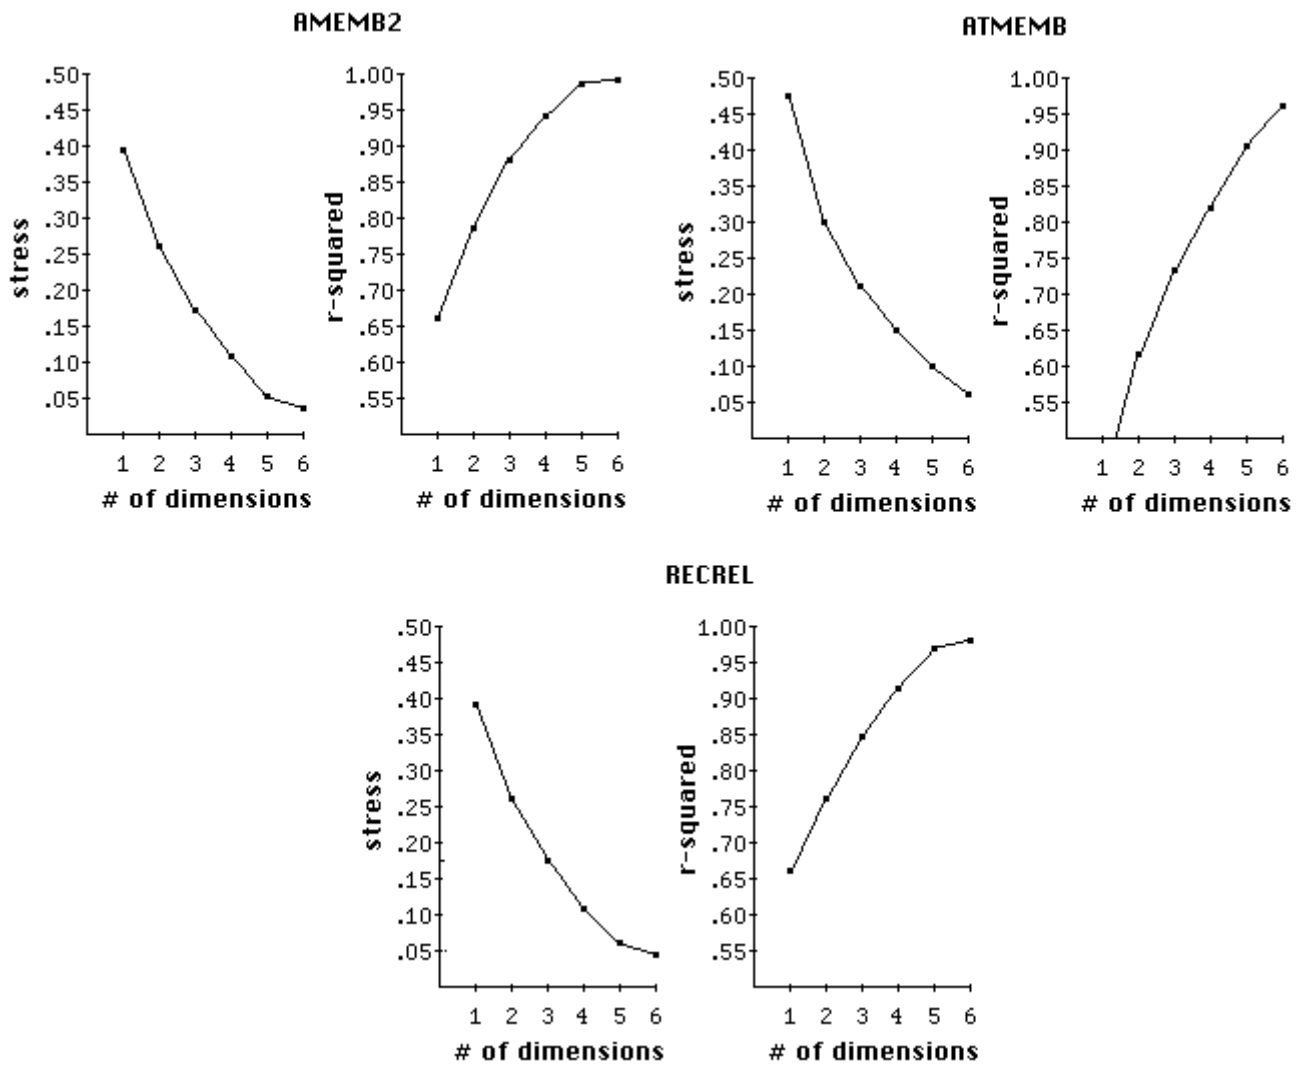 AMEMB2
ATMEMB
.50
.45
.40
.35
.30
.25
.20
.15
.10
.05
stress
1 2 3 4 5 6
# of dimensions
1.00
.95
.90
.85
.80
.75
.70
.65
.60
.55
r-squared
1 2 3 4 5 6
# of dimensions
.50
.45
.40
.35
.30
.25
.20
.15
.10
.05
stress
1 2 3 4 5 6
# of dimensions
1.00
.95
.90
.85
.80
.75
.70
.65
.60
.55
r-squared
1 2 3 4 5 6
# of dimensions
RECREL
.50
.45
.40
.35
.30
.25
.20
.15
.10
.05
stress
1 2 3 4 5 6
# of dimensions
1.00
.95
.90
.85
.80
.75
.70
.65
.60
.55
r-squared
1 2 3 4 5 6
# of dimensions